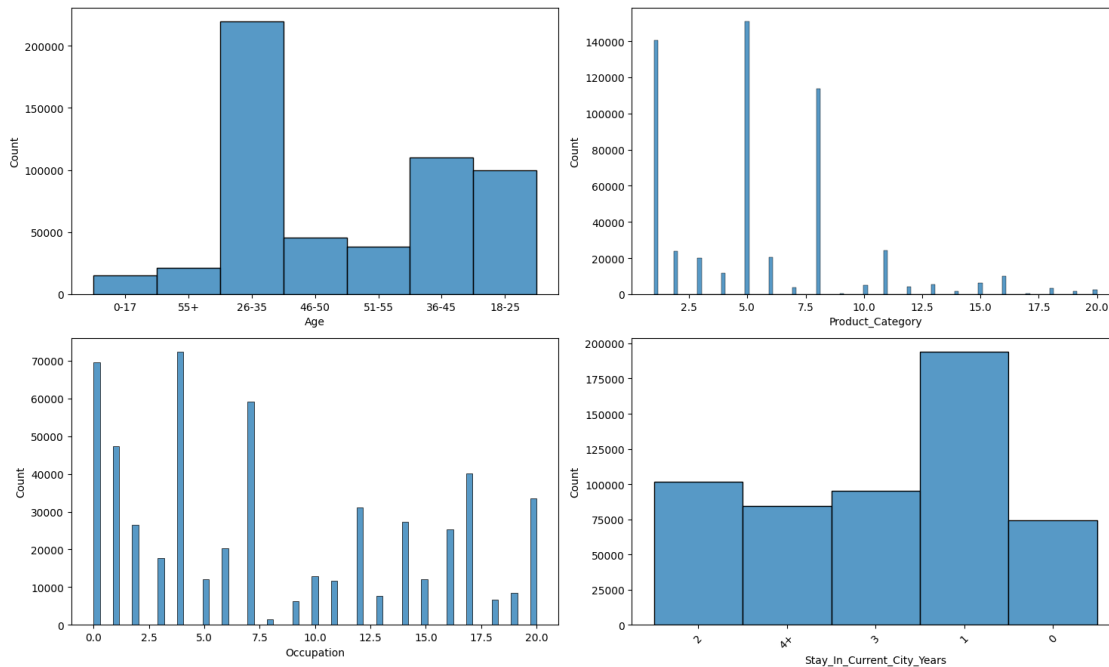 200000
150000
100000
50000
0
Count
0-17 55+ 26-35 46-50 51-55 36-45 18-25
Age
140000
120000
100000
80000
60000
40000
20000
0
Count
2.5 5.0 7.5 10.0 12.5 15.0 17.5 20.0
Product_Category
70000
60000
50000
40000
30000
20000
10000
0
Count
0.0 2.5 5.0 7.5 10.0 12.5 15.0 17.5 20.0
Occupation
200000
175000
150000
125000
100000
75000
50000
25000
0
Count
2 4+ 3 1 0
Stay_In_Current_City_Years